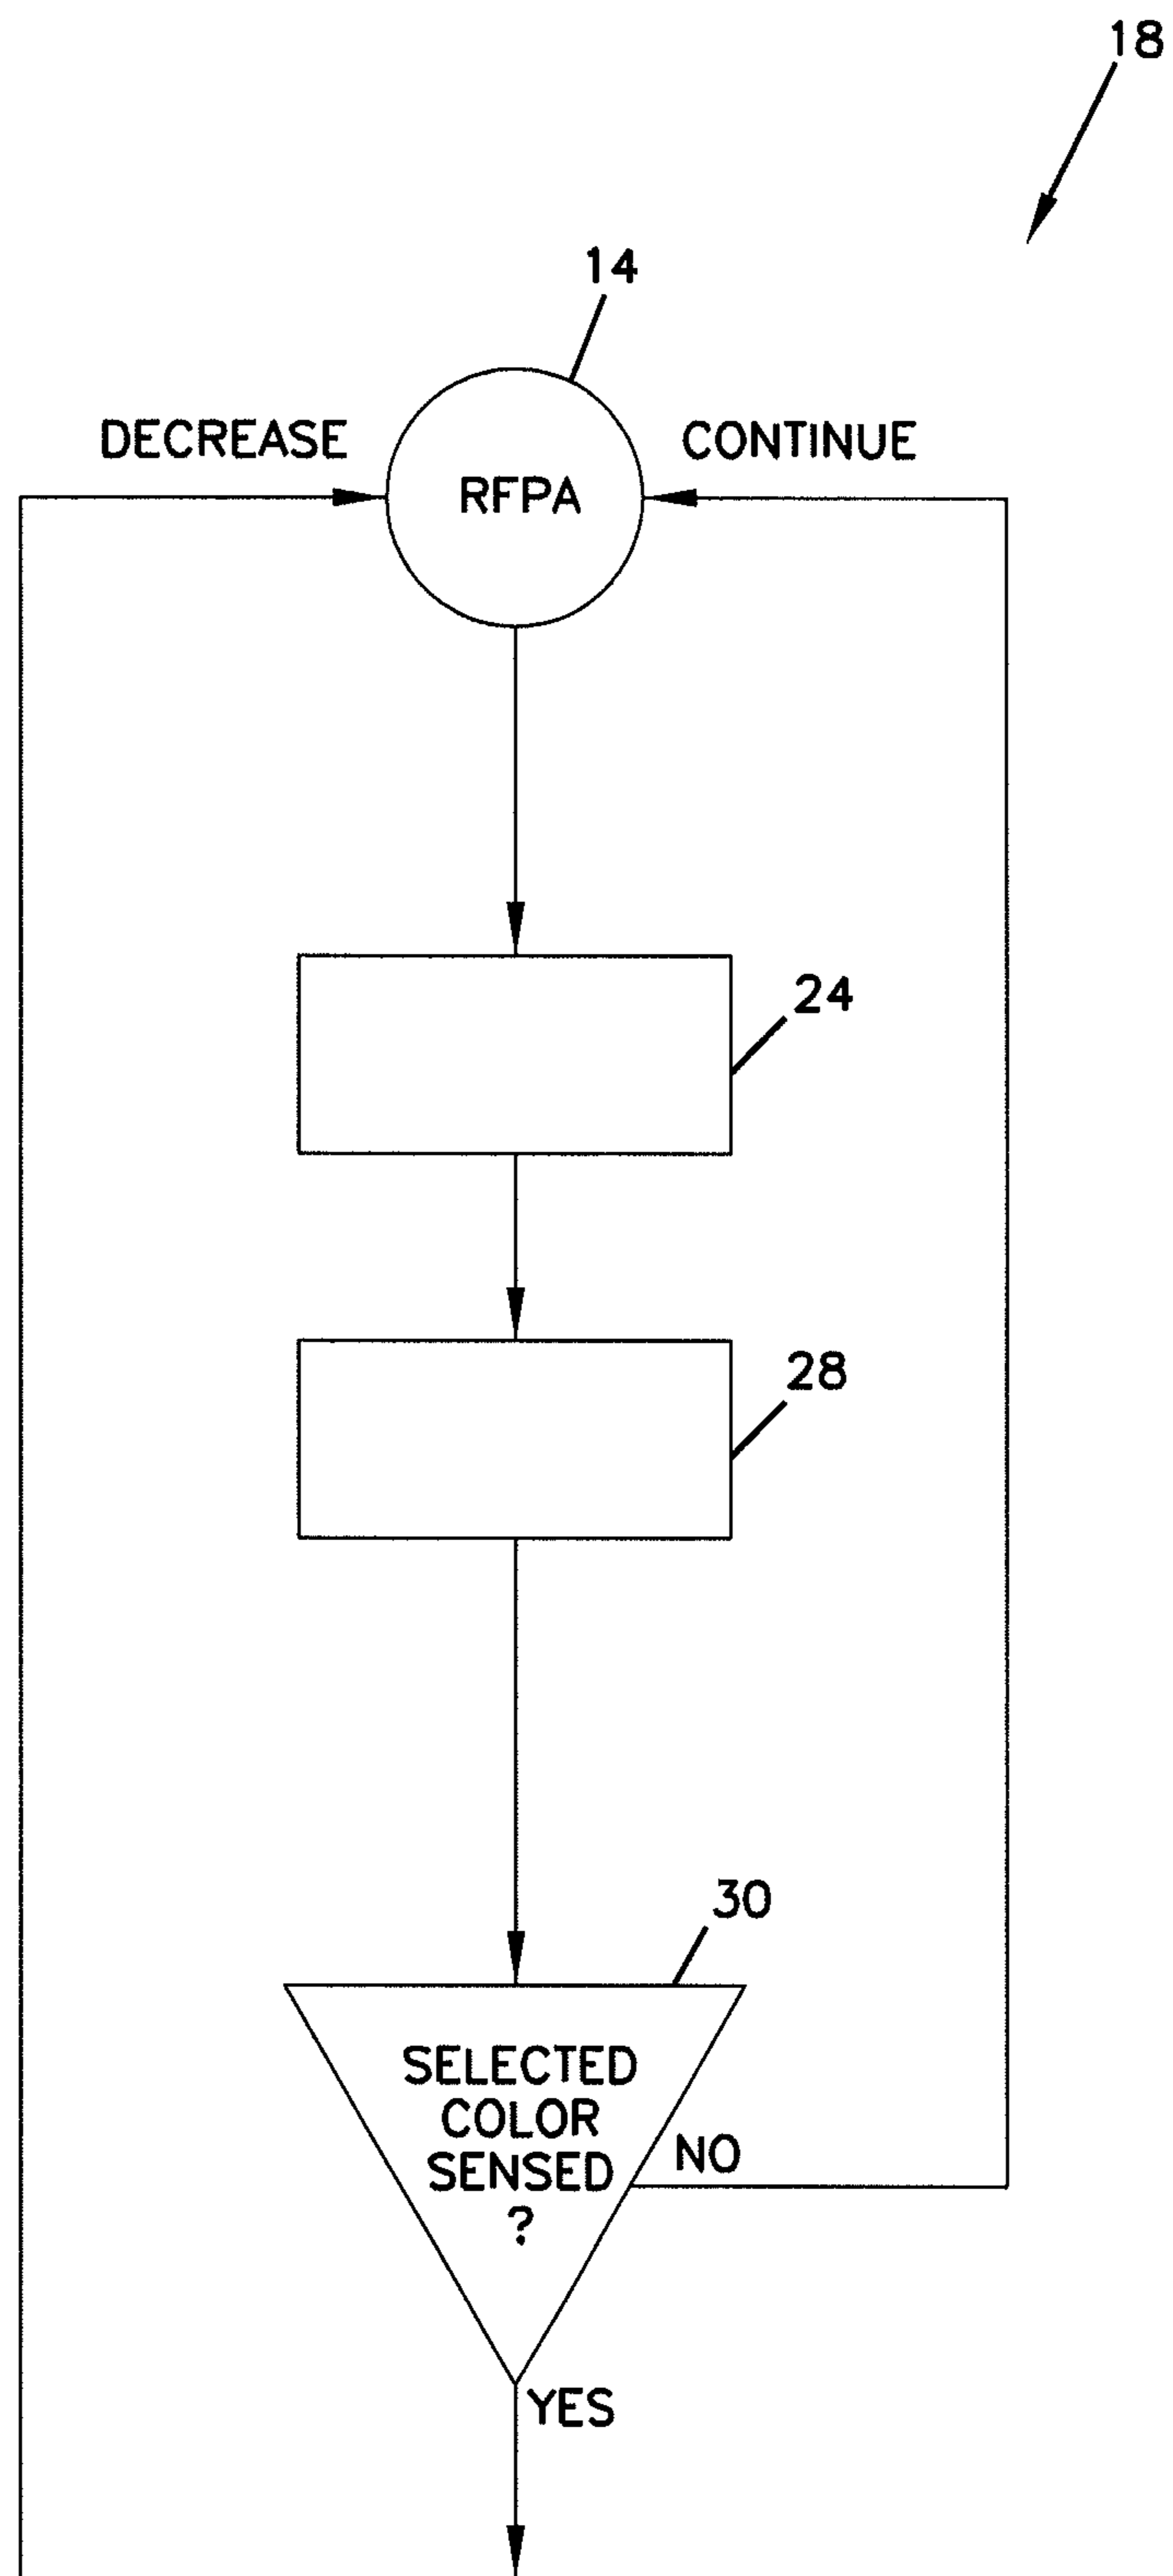 18
14
DECREASE
CONTINUE
RFPA
24
28
30
SELECTED
COLOR
SENSED
?
NO
YES